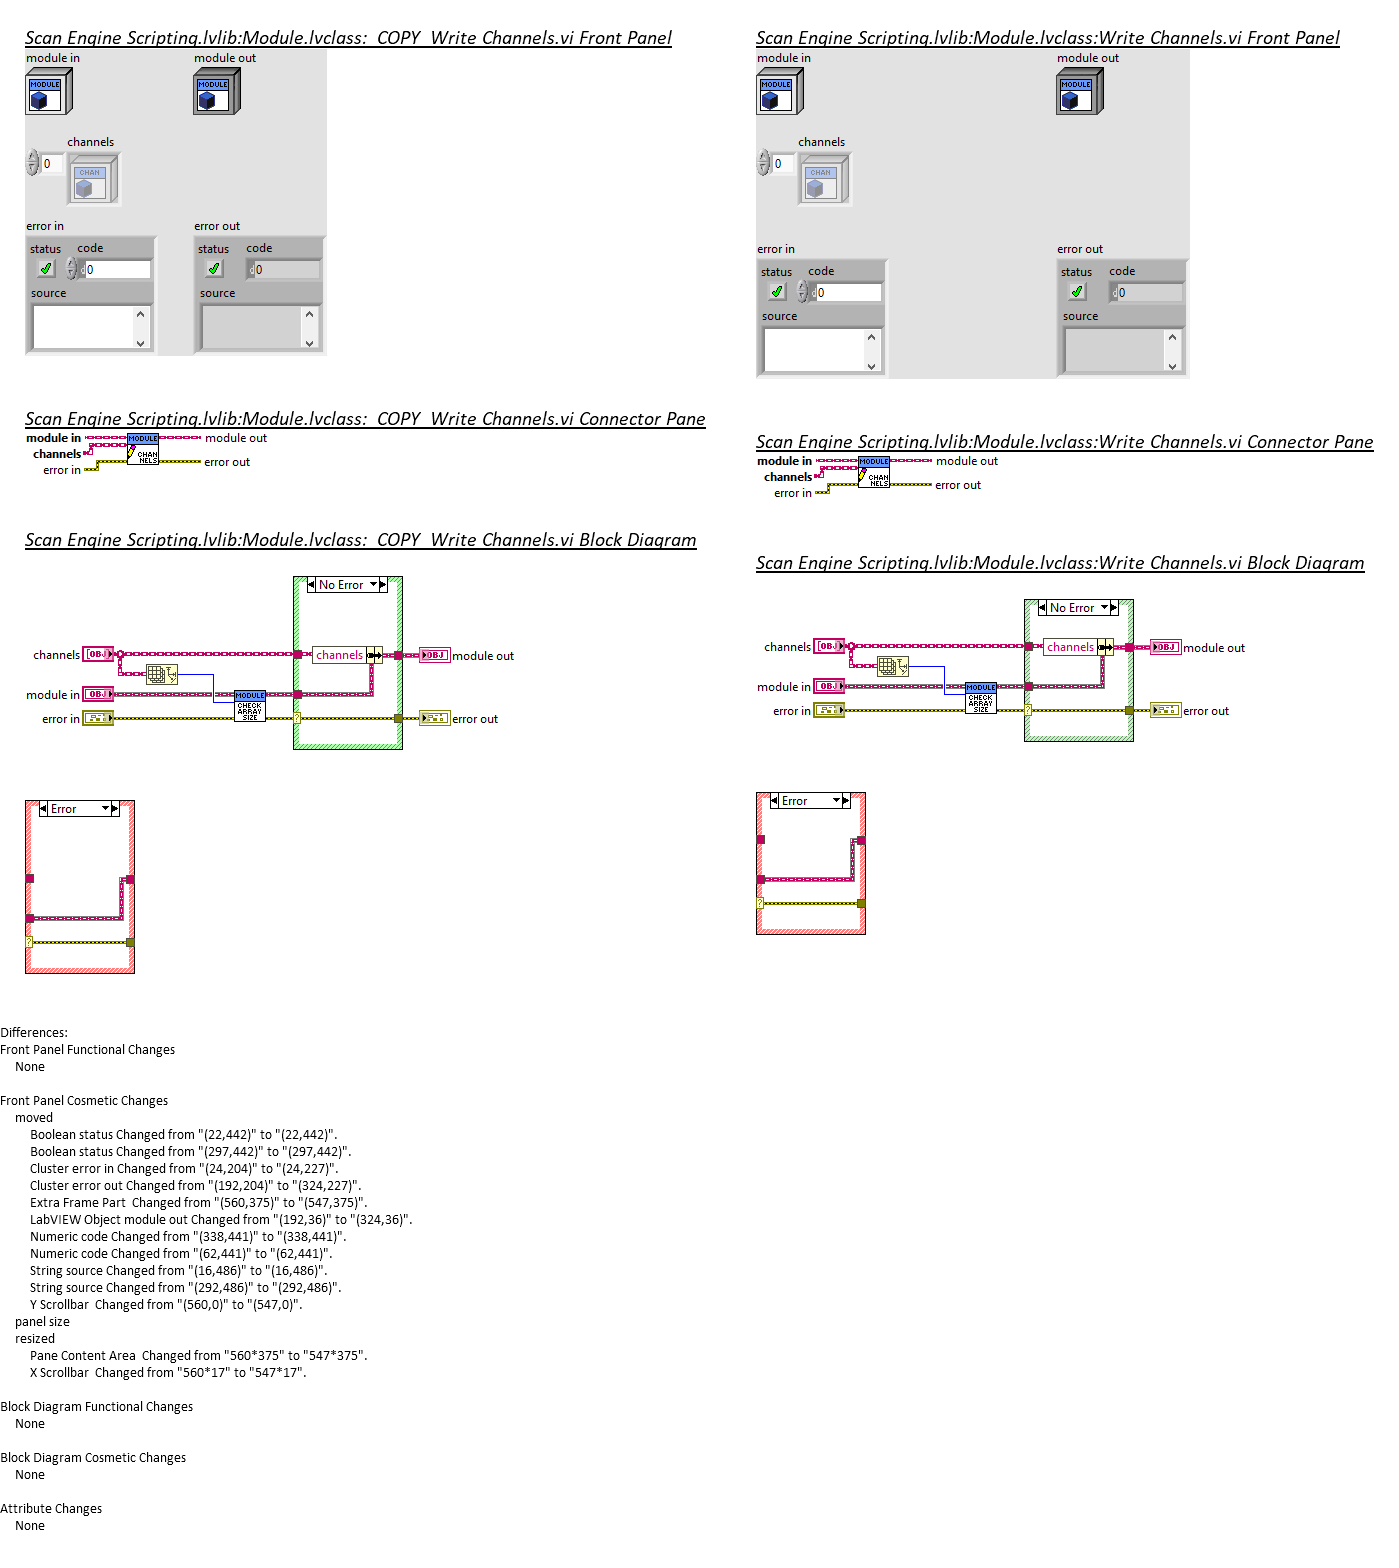 Scan Engine Scripting.lvlib:Module.lvclass:_COPY_Write Channels.vi Front Panel
module in
module out
MODULE
MODULE
channels
0
CHAN
error in
error out
status
code
status
code
0
d0
source
source
Scan Engine Scripting.lvlib:Module.lvclass:_COPY_Write Channels.vi Connector Pane
module in
MODULE
module out
channels
CHAN
NELS
error in
error out
Scan Engine Scripting.lvlib:Module.lvclass:_COPY_Write Channels.vi Block Diagram
No Error
channels
[OBJ]
channels
OBJ
module out
module in
OBJ
MODULE
CHECK
ARRAY
SIZE
error in
?
error out
Error
?
Scan Engine Scripting.lvlib:Module.lvclass:Write Channels.vi Front Panel
module in
module out
MODULE
MODULE
channels
0
CHAN
error in
error out
status
code
status
code
0
d0
source
source
Scan Engine Scripting.lvlib:Module.lvclass:Write Channels.vi Connector Pane
module in
MODULE
module out
channels
CHAN
NELS
error in
error out
Scan Engine Scripting.lvlib:Module.lvclass:Write Channels.vi Block Diagram
No Error
channels
[OBJ]
channels
OBJ
module out
module in
OBJ
MODULE
CHECK
ARRAY
SIZE
error in
?
error out
Error
?
Differences:
Front Panel Functional Changes
None
Front Panel Cosmetic Changes
moved
Boolean status Changed from "(22,442)" to "(22,442)".
Boolean status Changed from "(297,442)" to "(297,442)".
Cluster error in Changed from "(24,204)" to "(24,227)".
Cluster error out Changed from "(192,204)" to "(324,227)".
Extra Frame Part  Changed from "(560,375)" to "(547,375)".
LabVIEW Object module out Changed from "(192,36)" to "(324,36)".
Numeric code Changed from "(338,441)" to "(338,441)".
Numeric code Changed from "(62,441)" to "(62,441)".
String source Changed from "(16,486)" to "(16,486)".
String source Changed from "(292,486)" to "(292,486)".
Y Scrollbar  Changed from "(560,0)" to "(547,0)".
panel size
resized
Pane Content Area  Changed from "560*375" to "547*375".
X Scrollbar  Changed from "560*17" to "547*17".
Block Diagram Functional Changes
None
Block Diagram Cosmetic Changes
None
Attribute Changes
None